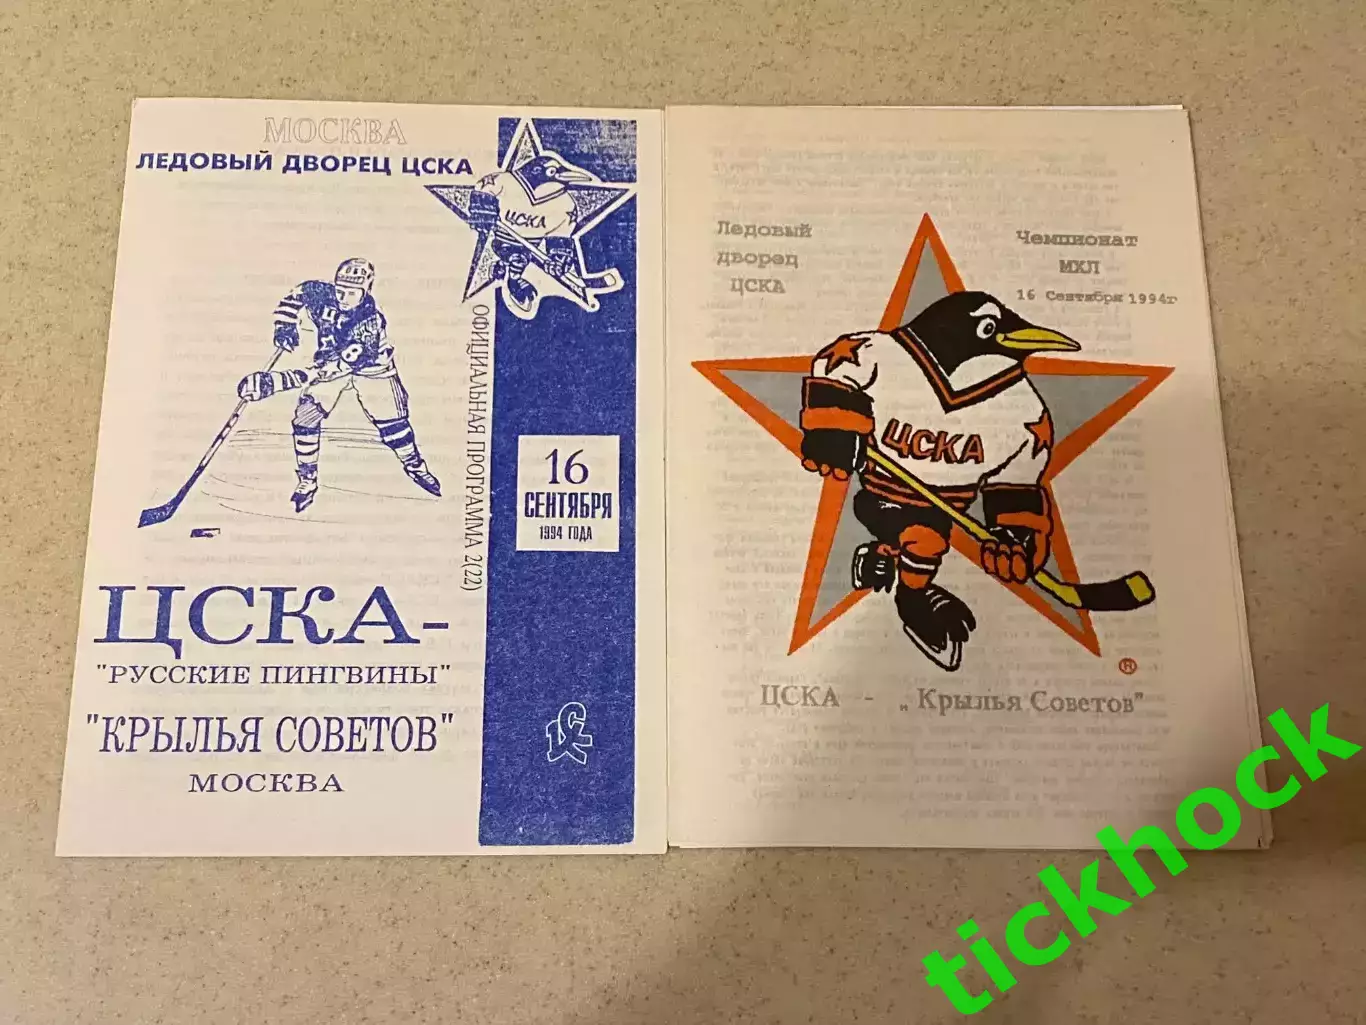 МОСКВА
ЛЕДОВЫЙ ДВОРЕЦ ЦСКА
ЦСКА
ОФИЦИАЛЬНАЯ ПРОГРАММА 2(22)
8
16
СЕНТЯБРЯ
1994 ГОДА
ЦСКА-
"РУССКИЕ ПИНГВИНЫ"
"КРЫЛЬЯ СОВЕТОВ"
МОСКВА
Ледовый
дворец
ЦСКА
Чемпионат
МХЛ
16 Сентября 1994г
ЦСКА
®
ЦСКА - „Крылья Советов"
tickhock